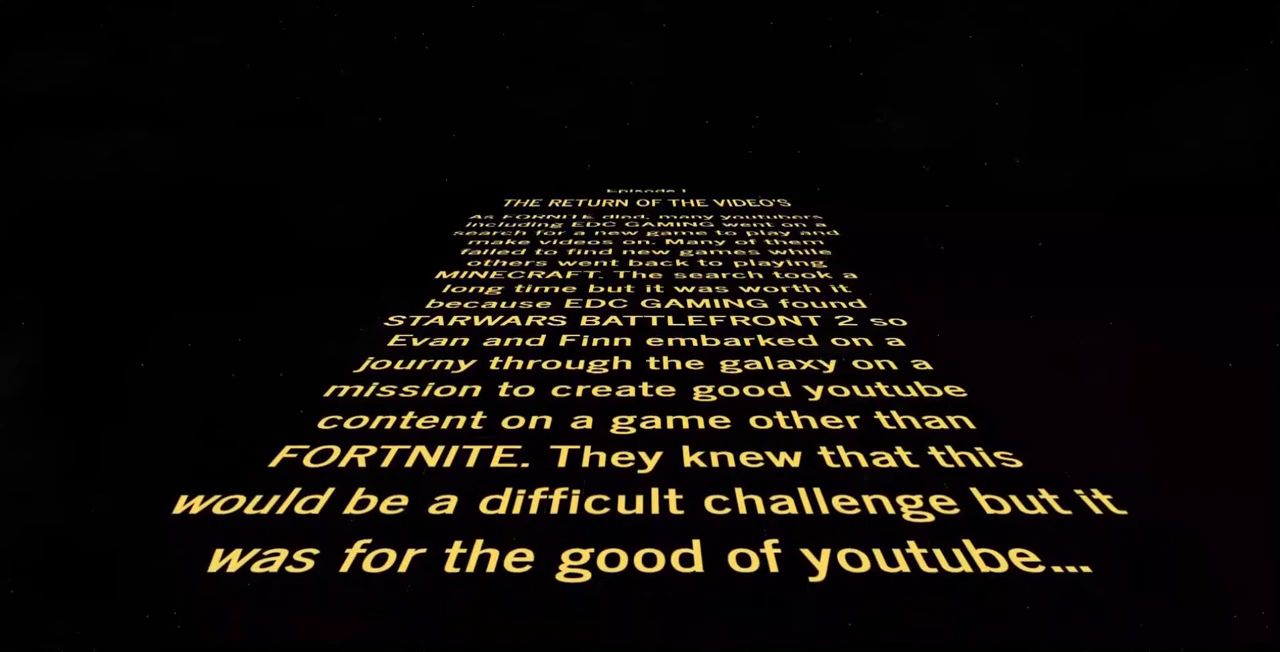 Episode I
THE RETURN OF THE VIDEO'S
As FORNITE died, many youtubers
including EDC GAMING went on a
search for a new game to play and
make videos on. Many of them
failed to find new games while
others went back to playing
MINECRAFT. The search took a
long time but it was worth it
because EDC GAMING found
STARWARS BATTLEFRONT 2 so
Evan and Finn embarked on a
journy through the galaxy on a
mission to create good youtube
content on a game other than
FORTNITE. They knew that this
would be a difficult challenge but it
was for the good of youtube...